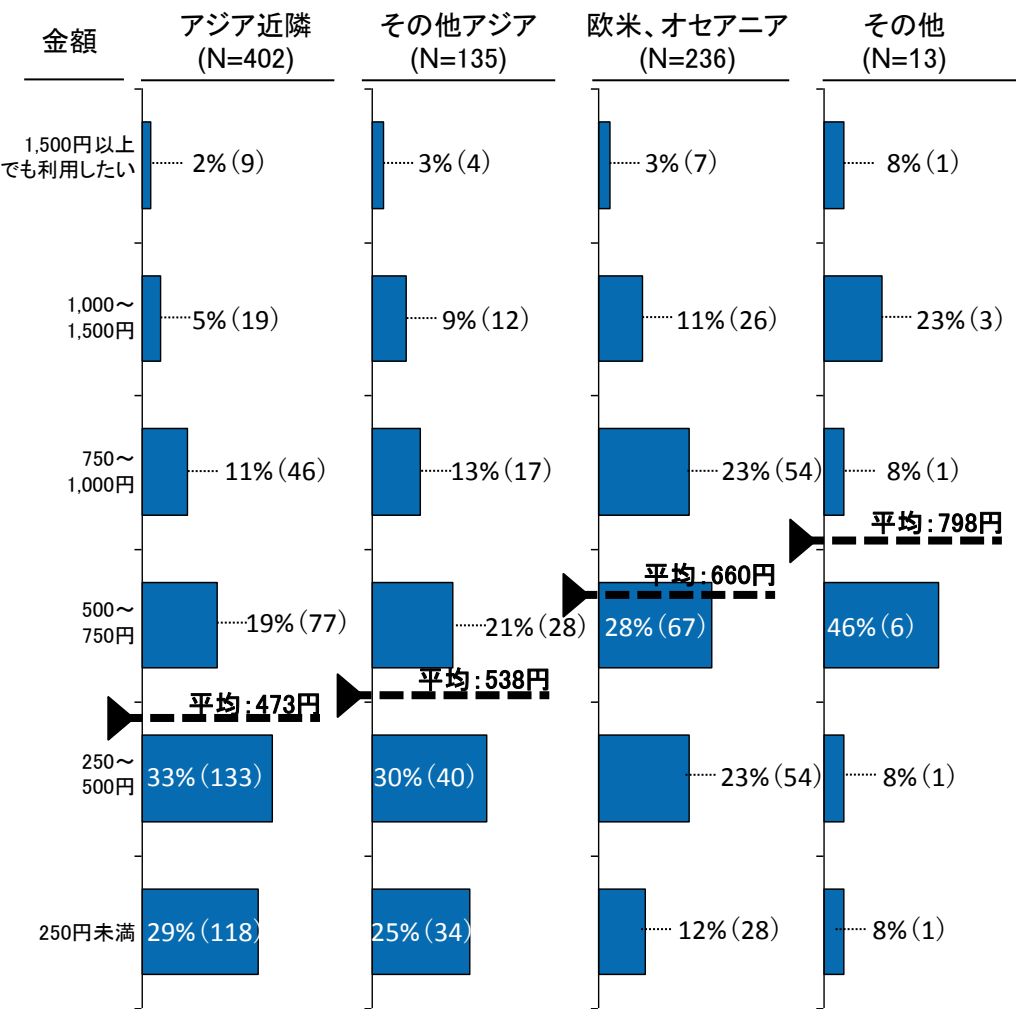 金額
アジア近隣
(N=402)
その他アジア
(N=135)
欧米、オセアニア
(N=236)
その他
(N=13)
1,500円以上
でも利用したい
2%(9)
3%(4)
3%(7)
8%(1)
1,000～
1,500円
5%(19)
9%(12)
11%(26)
23%(3)
750～
1,000円
11%(46)
13%(17)
23%(54)
8%(1)
平均:798円
平均:660円
500～
750円
19%(77)
21%(28)
28%(67)
46%(6)
平均:538円
平均:473円
250～
500円
33%(133)
30%(40)
23%(54)
8%(1)
250円未満
29%(118)
25%(34)
12%(28)
8%(1)